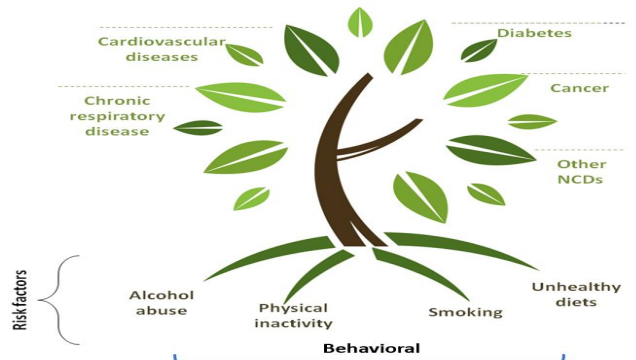 Cardiovascular
diseases
Diabetes
Chronic
respiratory
disease
Cancer
Other
NCDs
Risk factors
Alcohol
abuse
Physical
inactivity
Smoking
Unhealthy
diets
Behavioral